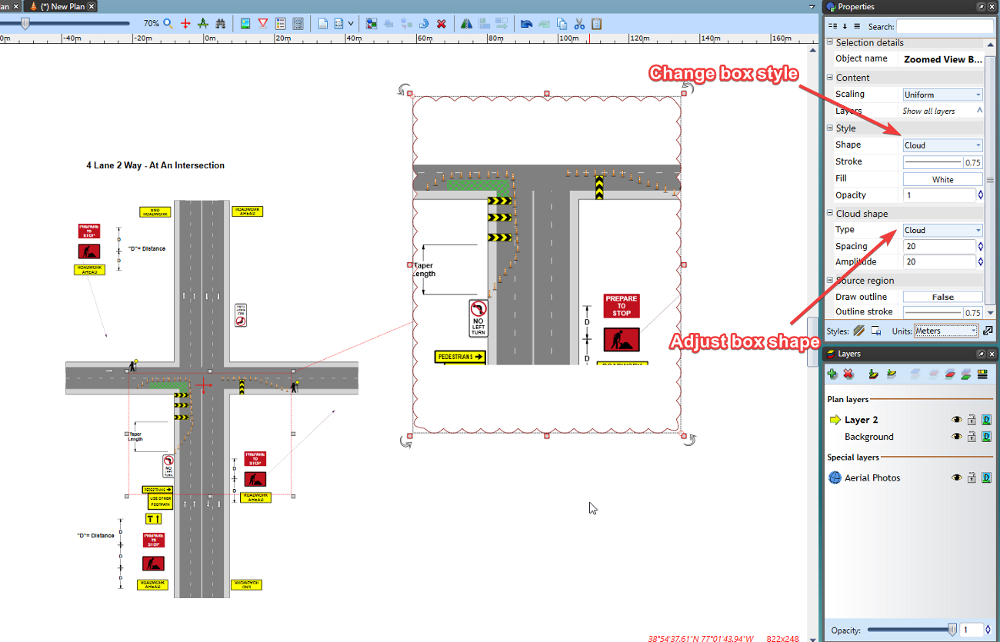 an
(*) New Plan
Properties
70%
Search:
0m
-40m
-20m
0m
20m
40m
60m
80m
100m
120m
140m
160m
Selection details
Object name
Zoomed View B...
Content
Scaling
Uniform
Layers
Show all layers
Style
Shape
Cloud
Stroke
0.75
Fill
White
Opacity
1
Cloud shape
Type
Cloud
Spacing
20
Amplitude
20
Source region
Draw outline
False
Outline stroke
0.75
Styles:
Units:
Meters
Change box style
Adjust box shape
Layers
Plan layers
Layer 2
D
Background
D
Special layers
Aerial Photos
D
Opacity:
1
4 Lane 2 Way - At An Intersection
END
ROADWORK
ROADWORK
AHEAD
PREPARE
TO
STOP
D
"D"= Distance
D
ROADWORK
AHEAD
ON
Taper
Length
NO
LEFT
TURN
PEDESTRIANS
USE OTHER
FOOTPATH
T
PREPARE
TO
STOP
D
D
ROADWORK
AHEAD
"D"= Distance
D
PREPARE
TO
STOP
D
D
ROADWORK
AHEAD
ROADWORK
END
Taper
Length
NO
LEFT
TURN
PEDESTRIANS
PREPARE
TO
STOP
D
D
ROADWORK
38°54'37.61"N 77°01'43.94"W
822x248